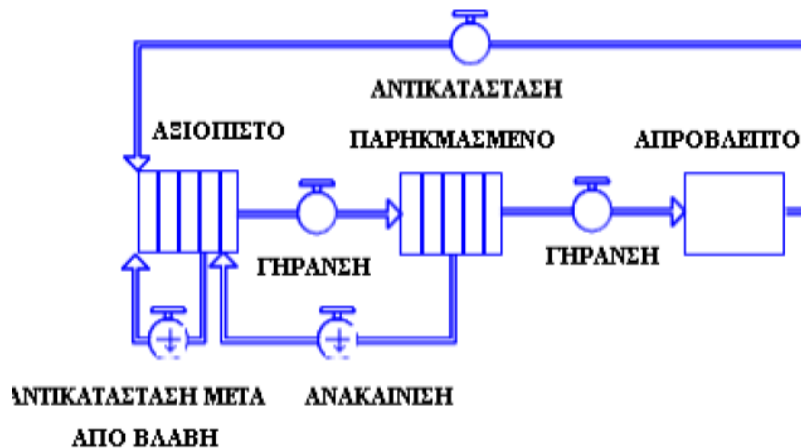 ΑΝΤΙΚΑΤΑΣΤΑΣΗ
ΑΞΙΟΠΙΣΤΟ
ΠΑΡΗΚΜΑΣΜΕΝΟ
ΑΠΡΟΒΛΕΠΤΟ
ΓΗΡΑΝΣΗ
ΓΗΡΑΝΣΗ
ΑΝΤΙΚΑΤΑΣΤΑΣΗ ΜΕΤΑ
ΑΠΟ ΒΛΑΒΗ
ΑΝΑΚΑΙΝΙΣΗ